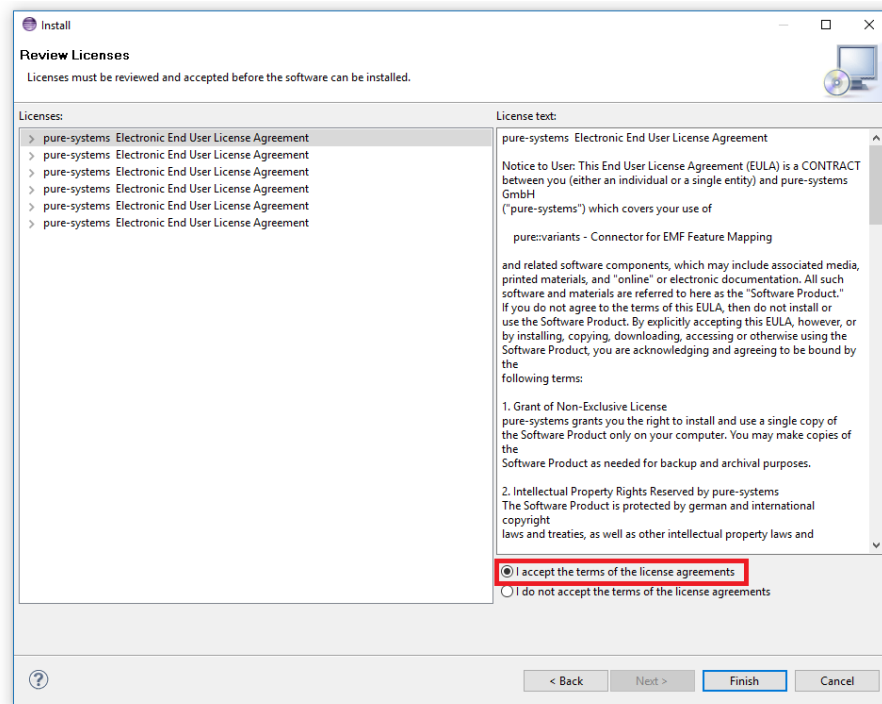 Install
Review Licenses
Licenses must be reviewed and accepted before the software can be installed.
Licenses:
pure-systems Electronic End User License Agreement
pure-systems Electronic End User License Agreement
pure-systems Electronic End User License Agreement
pure-systems Electronic End User License Agreement
pure-systems Electronic End User License Agreement
pure-systems Electronic End User License Agreement
License text:
pure-systems Electronic End User License Agreement
Notice to User: This End User License Agreement (EULA) is a CONTRACT
between you (either an individual or a single entity) and pure-systems
GmbH
("pure-systems") which covers your use of
pure::variants - Connector for EMF Feature Mapping
and related software components, which may include associated media,
printed materials, and "online" or electronic documentation. All such
software and materials are referred to here as the "Software Product."
If you do not agree to the terms of this EULA, then do not install or
use the Software Product. By explicitly accepting this EULA, however, or
by installing, copying, downloading, accessing or otherwise using the
Software Product, you are acknowledging and agreeing to be bound by
the
following terms:
1. Grant of Non-Exclusive License
pure-systems grants you the right to install and use a single copy of
the Software Product only on your computer. You may make copies of
the
Software Product as needed for backup and archival purposes.
2. Intellectual Property Rights Reserved by pure-systems
The Software Product is protected by german and international
copyright
laws and treaties, as well as other intellectual property laws and
I accept the terms of the license agreements
I do not accept the terms of the license agreements
?
< Back
Next >
Finish
Cancel